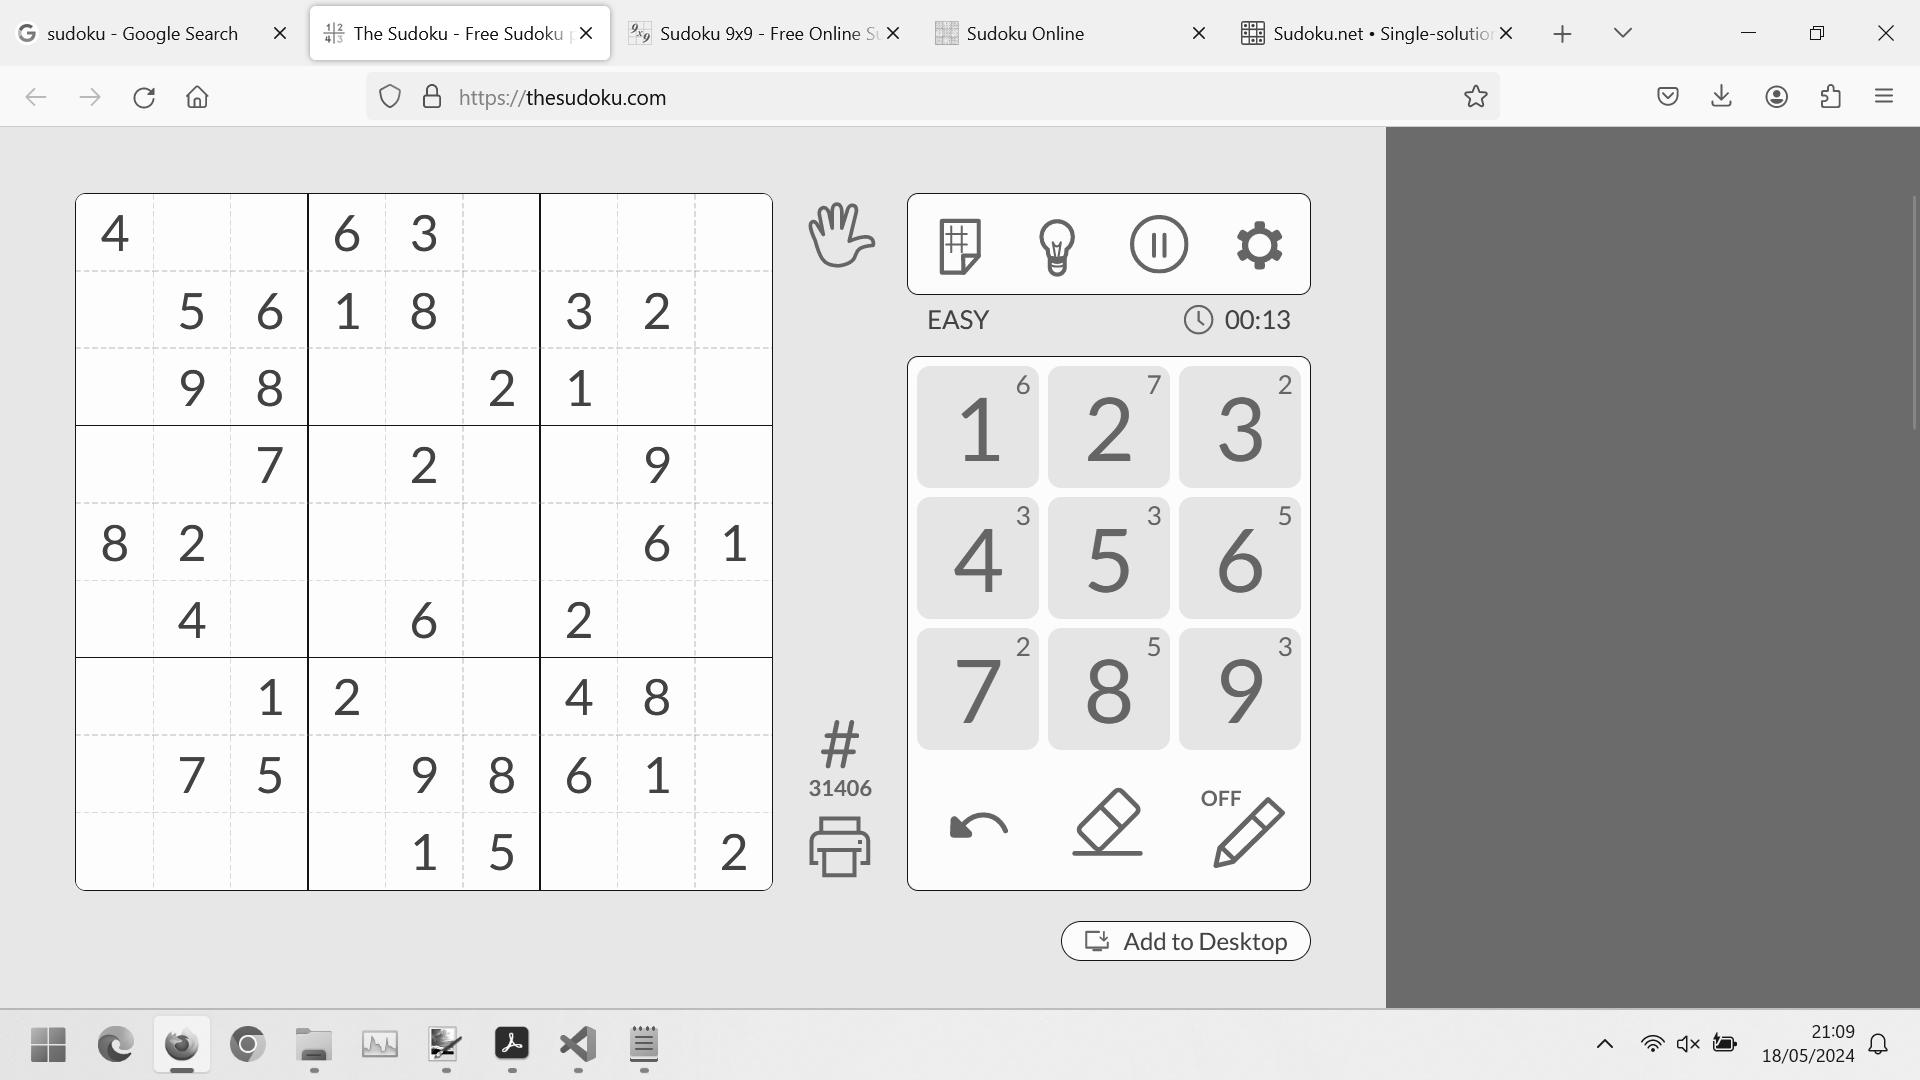 sudoku - Google Search
The Sudoku - Free Sudoku
Sudoku 9x9 - Free Online Su
Sudoku Online
Sudoku.net • Single-solutio
https://thesudoku.com
4 6 3
5 6 1 8 3 2
9 8 2 1
7 2 9
8 2 6 1
4 6 2
1 2 4 8
7 5 9 8 6 1
1 5 2
#
31406
EASY
00:13
1 6 2 7 3 2
4 3 5 3 6 5
7 2 8 5 9 3
OFF
Add to Desktop
21:09
18/05/2024